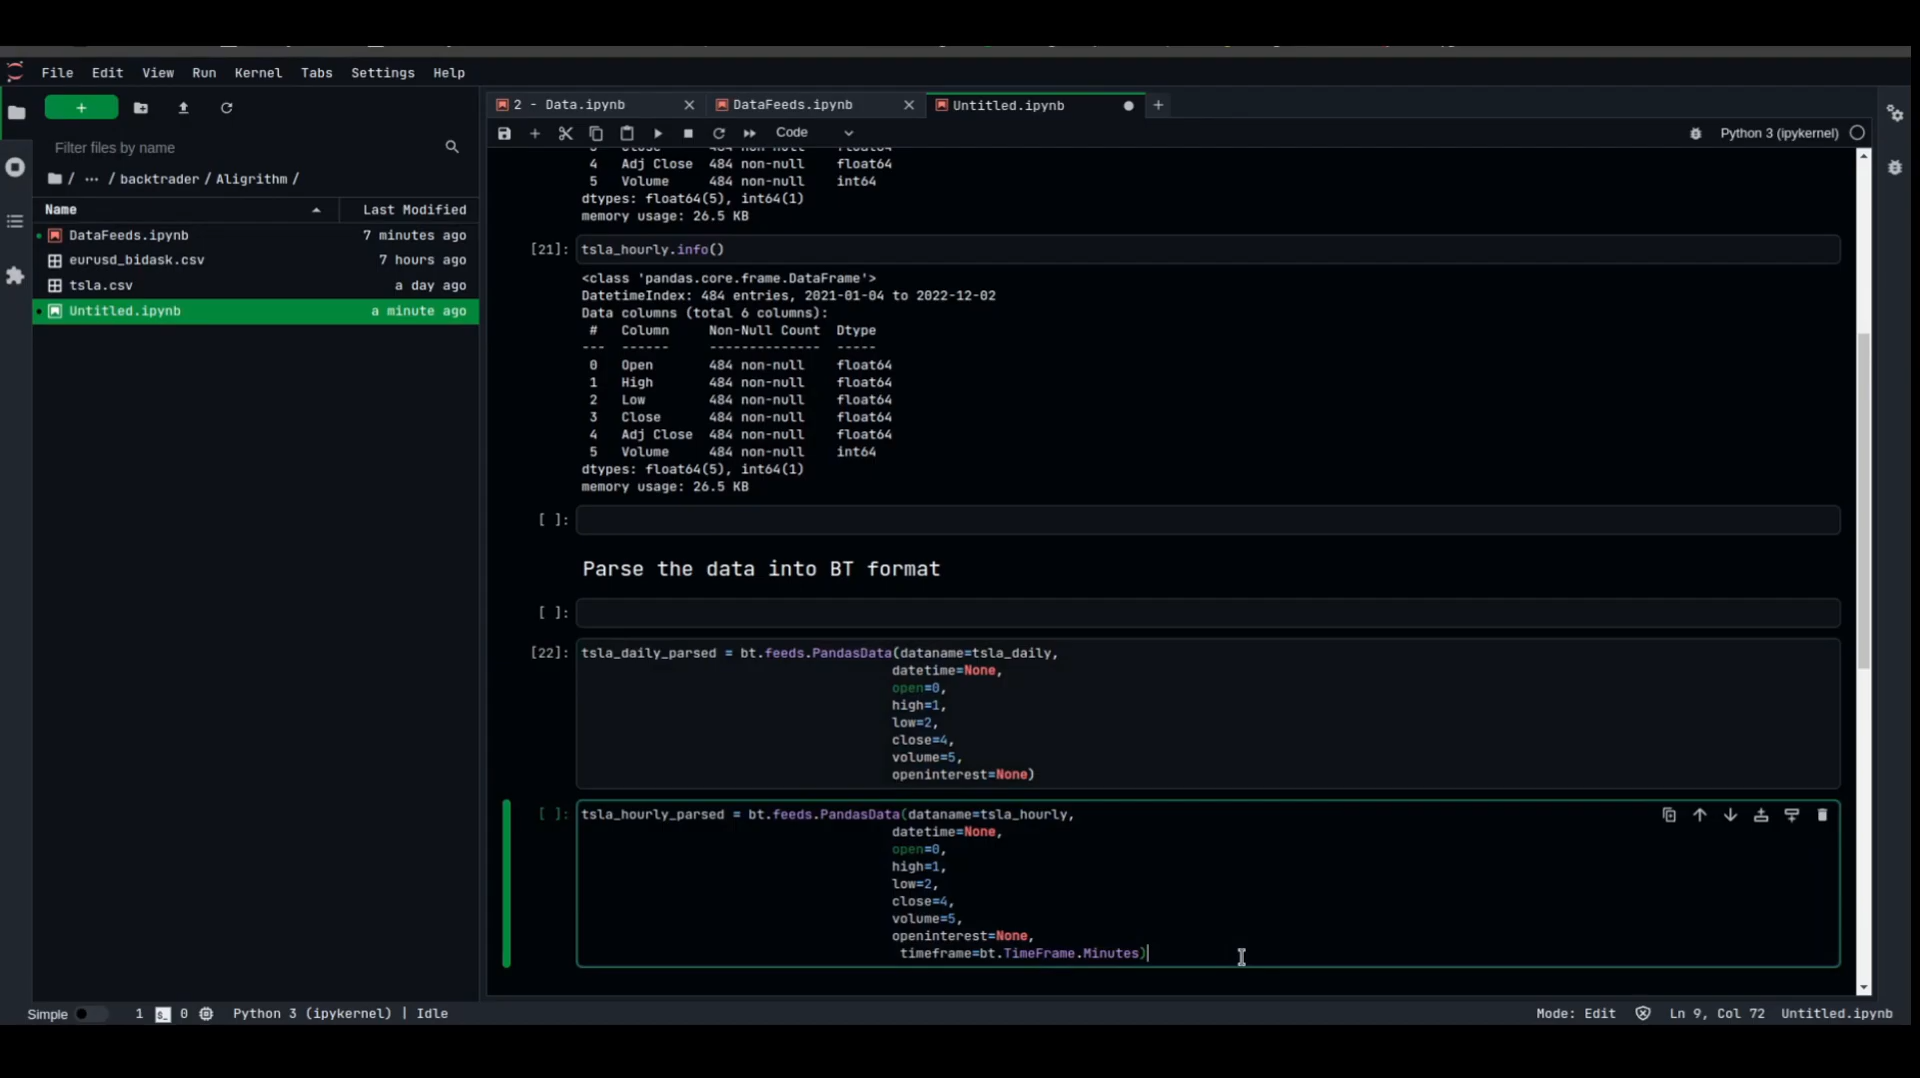 File Edit View Run Kernel Tabs Settings Help
2 - Data.ipynb
DataFeeds.ipynb
Untitled.ipynb
Code
Python 3 (ipykernel)
Filter files by name
/ ··· / backtrader / Aligrithm /
Name Last Modified
DataFeeds.ipynb 7 minutes ago
eurusd_bidask.csv 7 hours ago
tsla.csv a day ago
Untitled.ipynb a minute ago
4 Adj Close 484 non-null float64
5 Volume 484 non-null int64
dtypes: float64(5), int64(1)
memory usage: 26.5 KB
[21]: tsla_hourly.info()
<class 'pandas.core.frame.DataFrame'>
DatetimeIndex: 484 entries, 2021-01-04 to 2022-12-02
Data columns (total 6 columns):
# Column Non-Null Count Dtype
--- ------ -------------- -----
0 Open 484 non-null float64
1 High 484 non-null float64
2 Low 484 non-null float64
3 Close 484 non-null float64
4 Adj Close 484 non-null float64
5 Volume 484 non-null int64
dtypes: float64(5), int64(1)
memory usage: 26.5 KB
[ ]:
Parse the data into BT format
[ ]:
[22]: tsla_daily_parsed = bt.feeds.PandasData(dataname=tsla_daily,
datetime=None,
open=0,
high=1,
low=2,
close=4,
volume=5,
openinterest=None)
[ ]: tsla_hourly_parsed = bt.feeds.PandasData(dataname=tsla_hourly,
datetime=None,
open=0,
high=1,
low=2,
close=4,
volume=5,
openinterest=None,
timeframe=bt.TimeFrame.Minutes)
Simple 1 $_ 0 Python 3 (ipykernel) | Idle
Mode: Edit Ln 9, Col 72 Untitled.ipynb